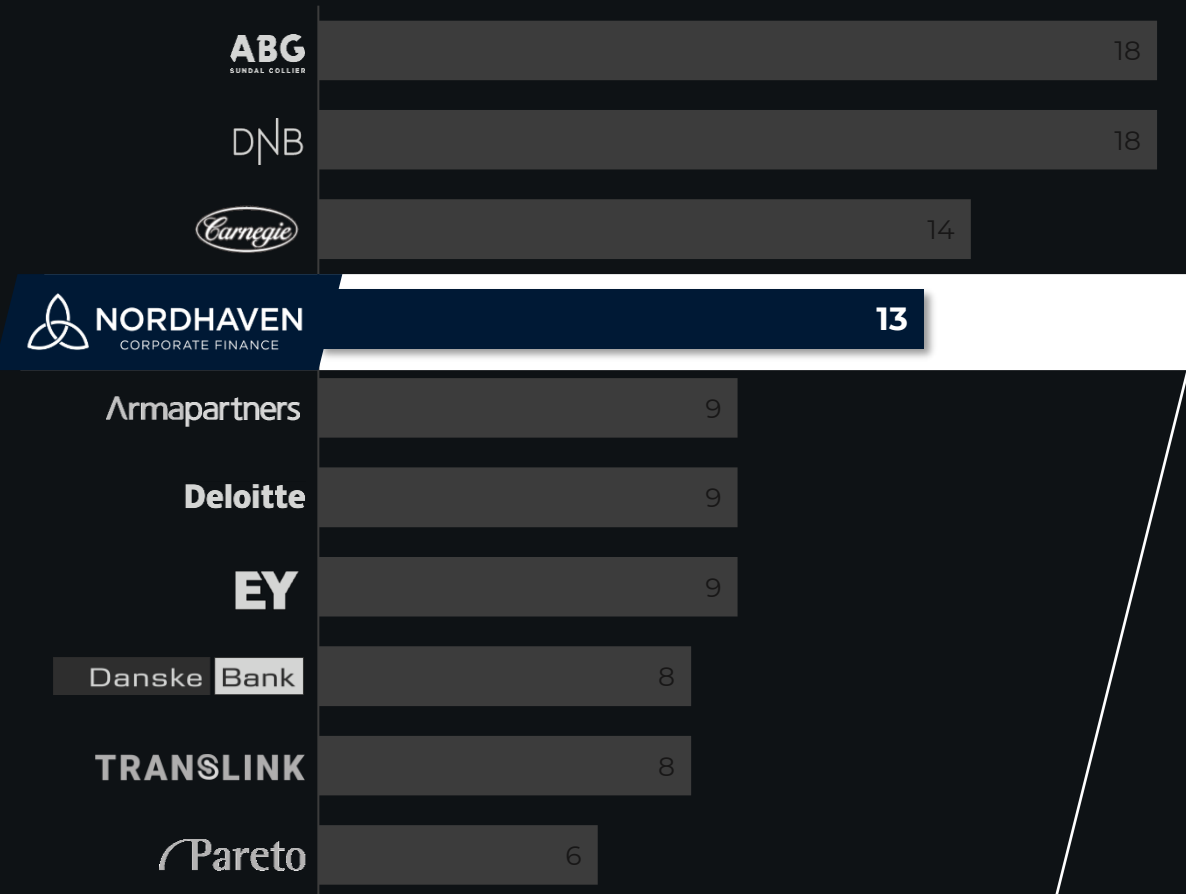 ABG
SUNDAL COLLIER
18
DNB
18
Carnegie
14
NORDHAVEN
CORPORATE FINANCE
13
Armapartners
9
Deloitte
9
EY
9
Danske Bank
8
TRANSLINK
8
Pareto
6